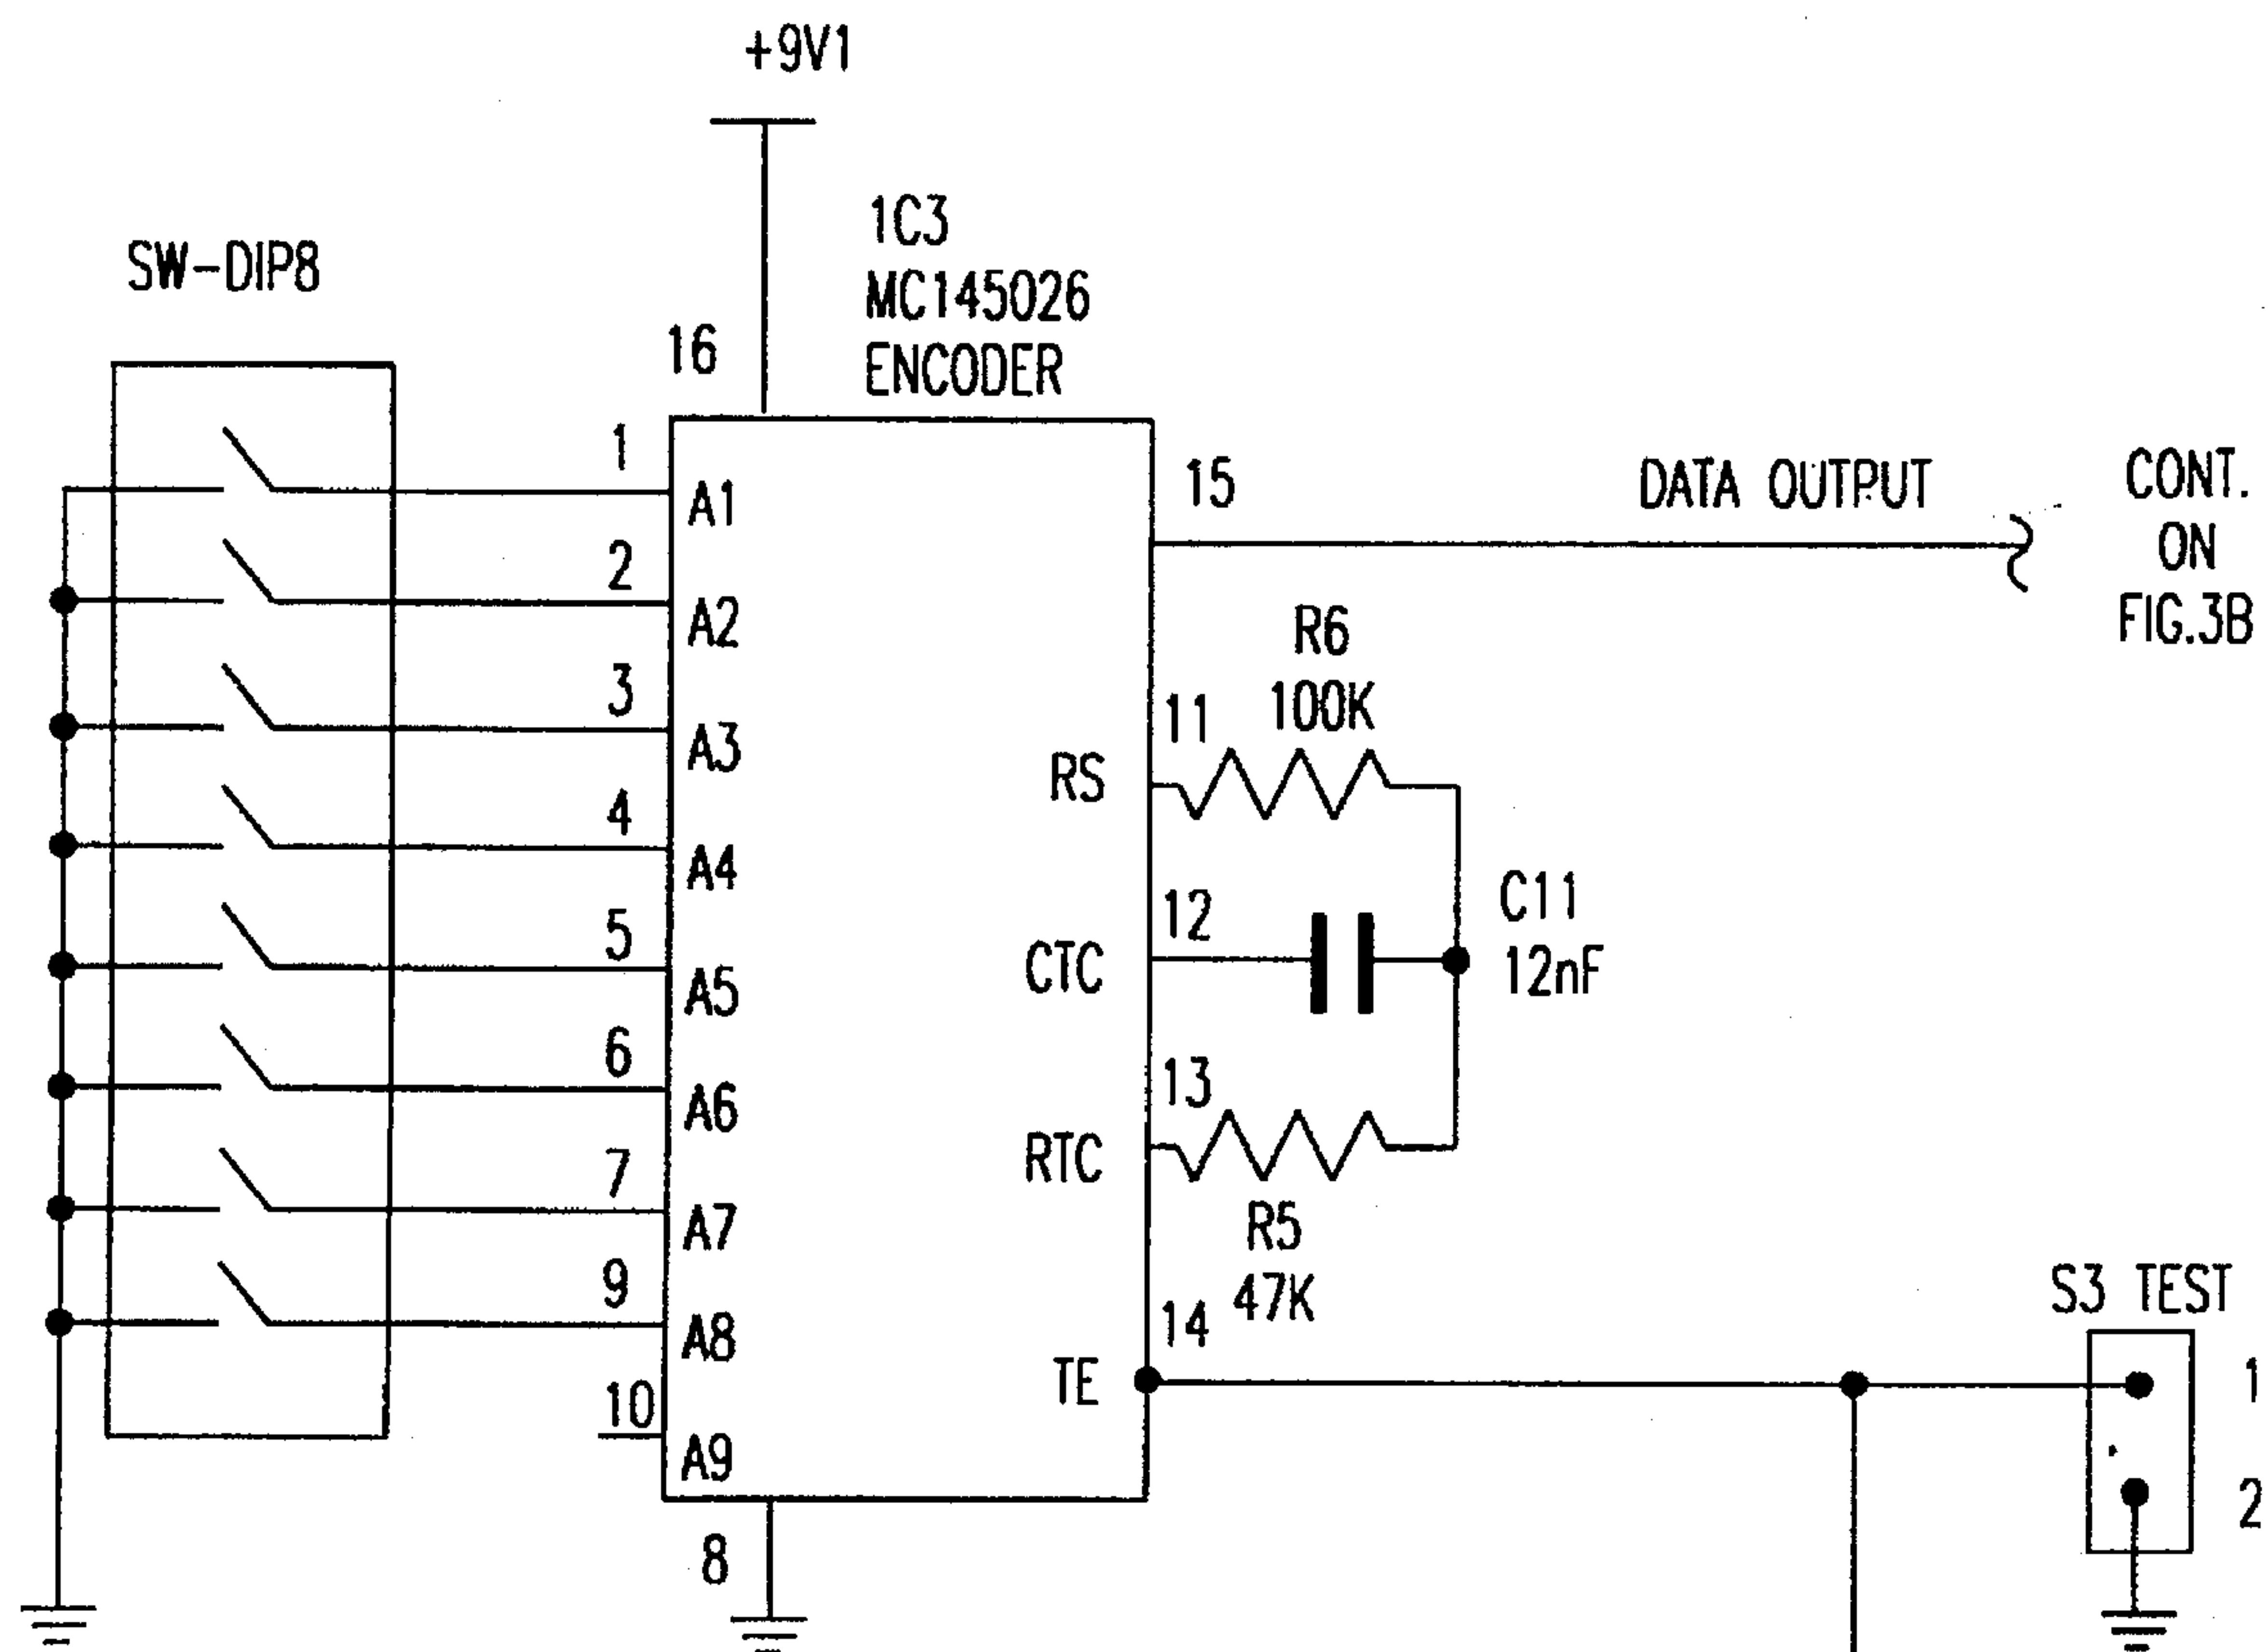 +9V1
1C3
MC145026
ENCODER
SW-DIP8
16
1
A1
2
A2
3
A3
4
A4
5
A5
6
A6
7
A7
9
A8
10
A9
8
15
DATA OUTPUT
CONT.
ON
FIG.3B
R6
100K
11
RS
12
CTC
C11
12nF
13
RTC
R5
47K
14
TE
S3 TEST
1
2